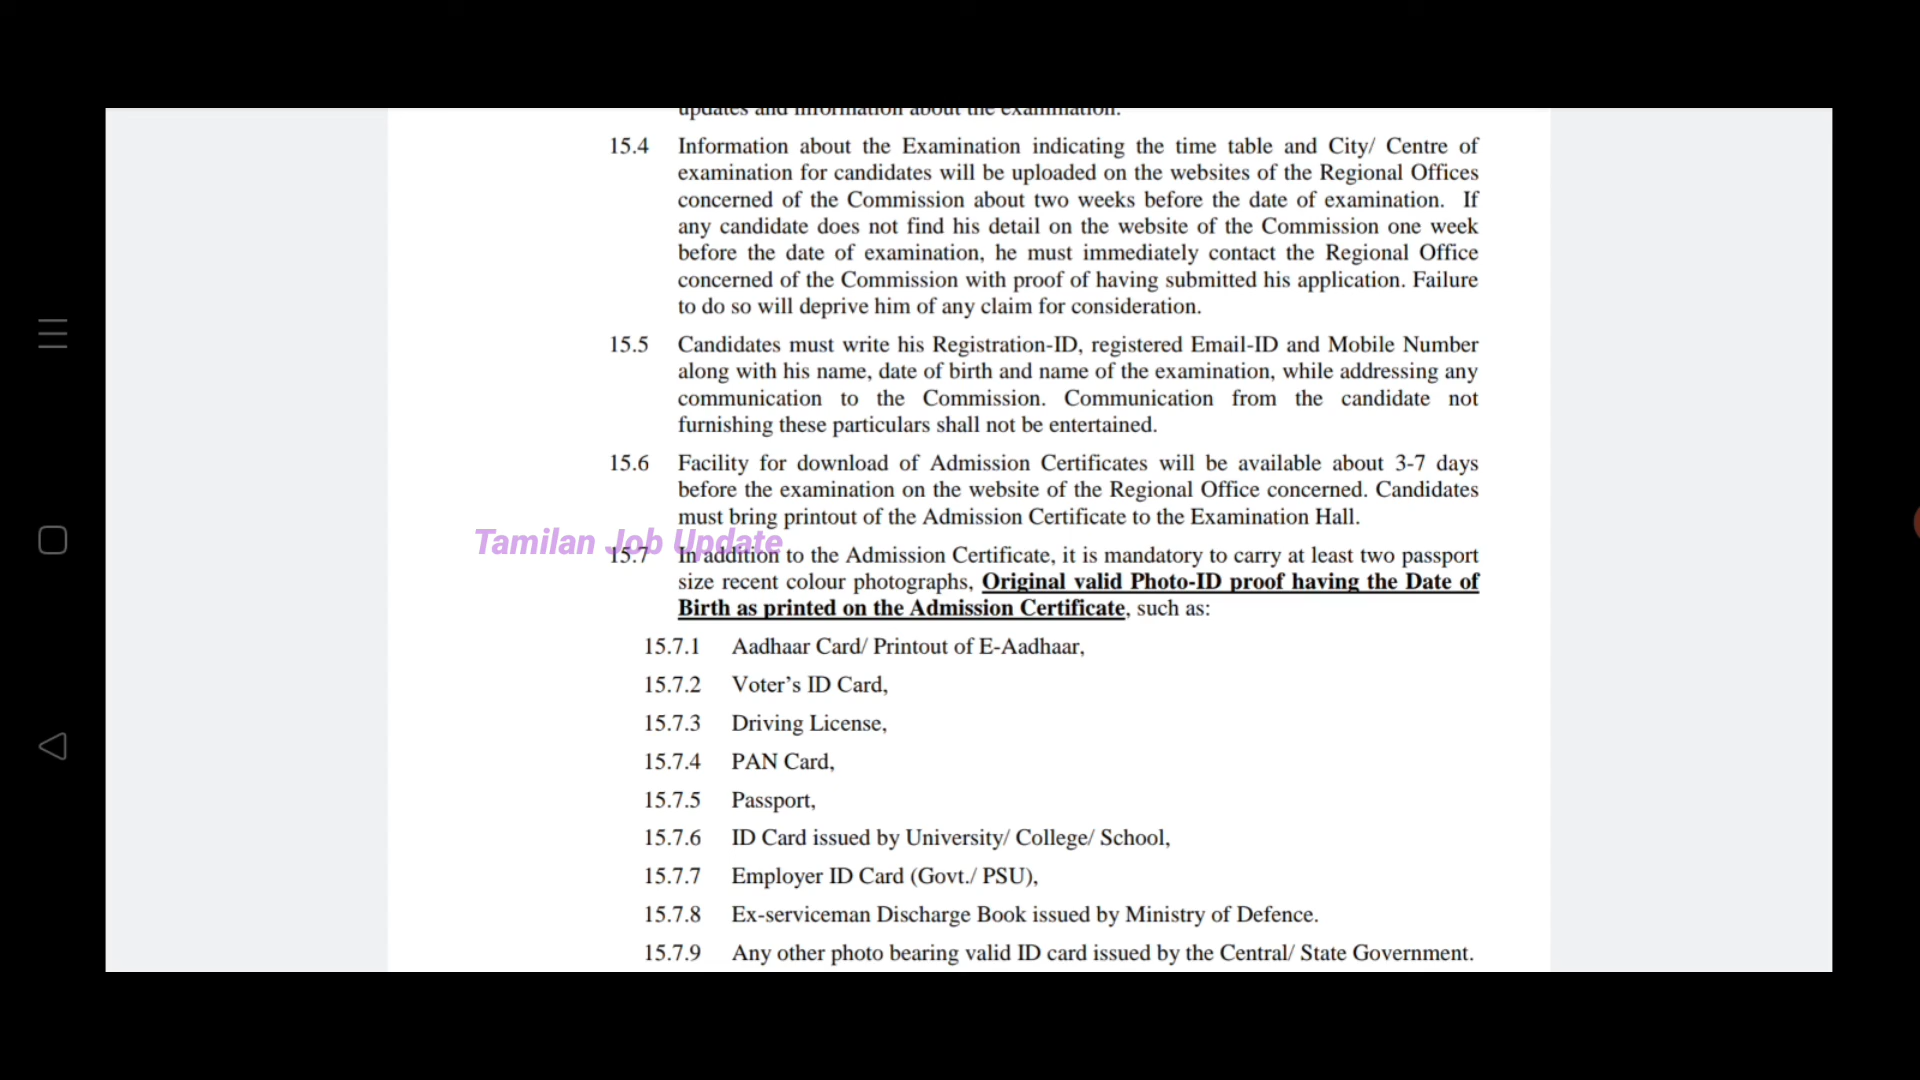 updates and information about the examination.
15.4 Information about the Examination indicating the time table and City/ Centre of
examination for candidates will be uploaded on the websites of the Regional Offices
concerned of the Commission about two weeks before the date of examination. If
any candidate does not find his detail on the website of the Commission one week
before the date of examination, he must immediately contact the Regional Office
concerned of the Commission with proof of having submitted his application. Failure
to do so will deprive him of any claim for consideration.
15.5 Candidates must write his Registration-ID, registered Email-ID and Mobile Number
along with his name, date of birth and name of the examination, while addressing any
communication to the Commission. Communication from the candidate not
furnishing these particulars shall not be entertained.
15.6 Facility for download of Admission Certificates will be available about 3-7 days
before the examination on the website of the Regional Office concerned. Candidates
must bring printout of the Admission Certificate to the Examination Hall.
Tamilan Job Update
15.7 In addition to the Admission Certificate, it is mandatory to carry at least two passport
size recent colour photographs, Original valid Photo-ID proof having the Date of
Birth as printed on the Admission Certificate, such as:
15.7.1 Aadhaar Card/ Printout of E-Aadhaar,
15.7.2 Voter’s ID Card,
15.7.3 Driving License,
15.7.4 PAN Card,
15.7.5 Passport,
15.7.6 ID Card issued by University/ College/ School,
15.7.7 Employer ID Card (Govt./ PSU),
15.7.8 Ex-serviceman Discharge Book issued by Ministry of Defence.
15.7.9 Any other photo bearing valid ID card issued by the Central/ State Government.